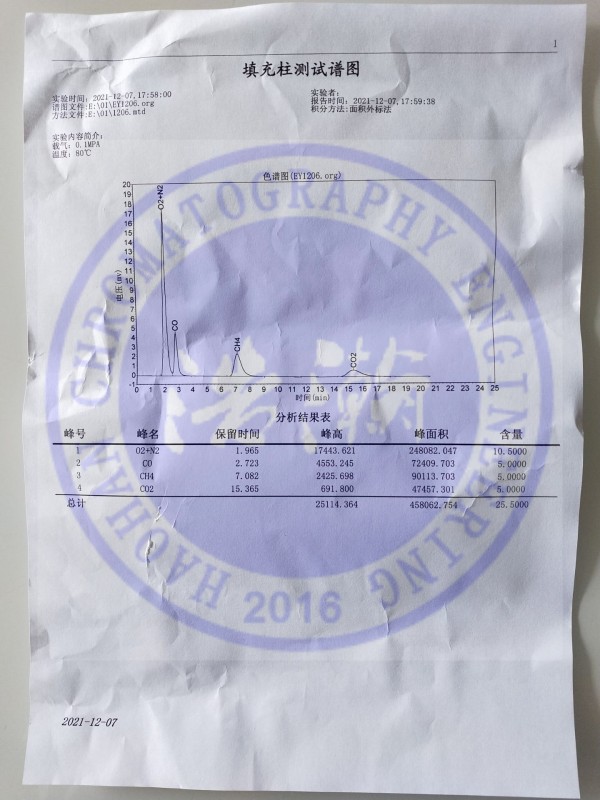 1
填充柱测试谱图
实验时间: 2021-12-07,17:58:00
谱图文件:E:\01\EY1206.org
方法文件:E:\01\1206.mtd
实验者:
报告时间: 2021-12-07,17:59:38
积分方法:面积外标法
实验内容简介:
载气: 0.1MPA
温度: 80℃
色谱图(EY1206.org)
电压(mv)
20
19
18
17
16
15
14
13
12
11
10
9
8
7
6
5
4
3
2
1
0
-1
O2+N2
CO
CH4
CO2
0 1 2 3 4 5 6 7 8 9 10 11 12 13 14 15 16 17 18 19 20 21 22 23 24 25
时间(min)
分析结果表
峰号 峰名 保留时间 峰高 峰面积 含量
1 O2+N2 1.965 17443.621 248082.047 10.5000
2 CO 2.723 4553.245 72409.703 5.0000
3 CH4 7.082 2425.698 90113.703 5.0000
4 CO2 15.365 691.800 47457.301 5.0000
总计 25114.364 458062.754 25.5000
HAOHAN CHROMATOGRAPHY ENGINEERING
浩瀚
2016
2021-12-07